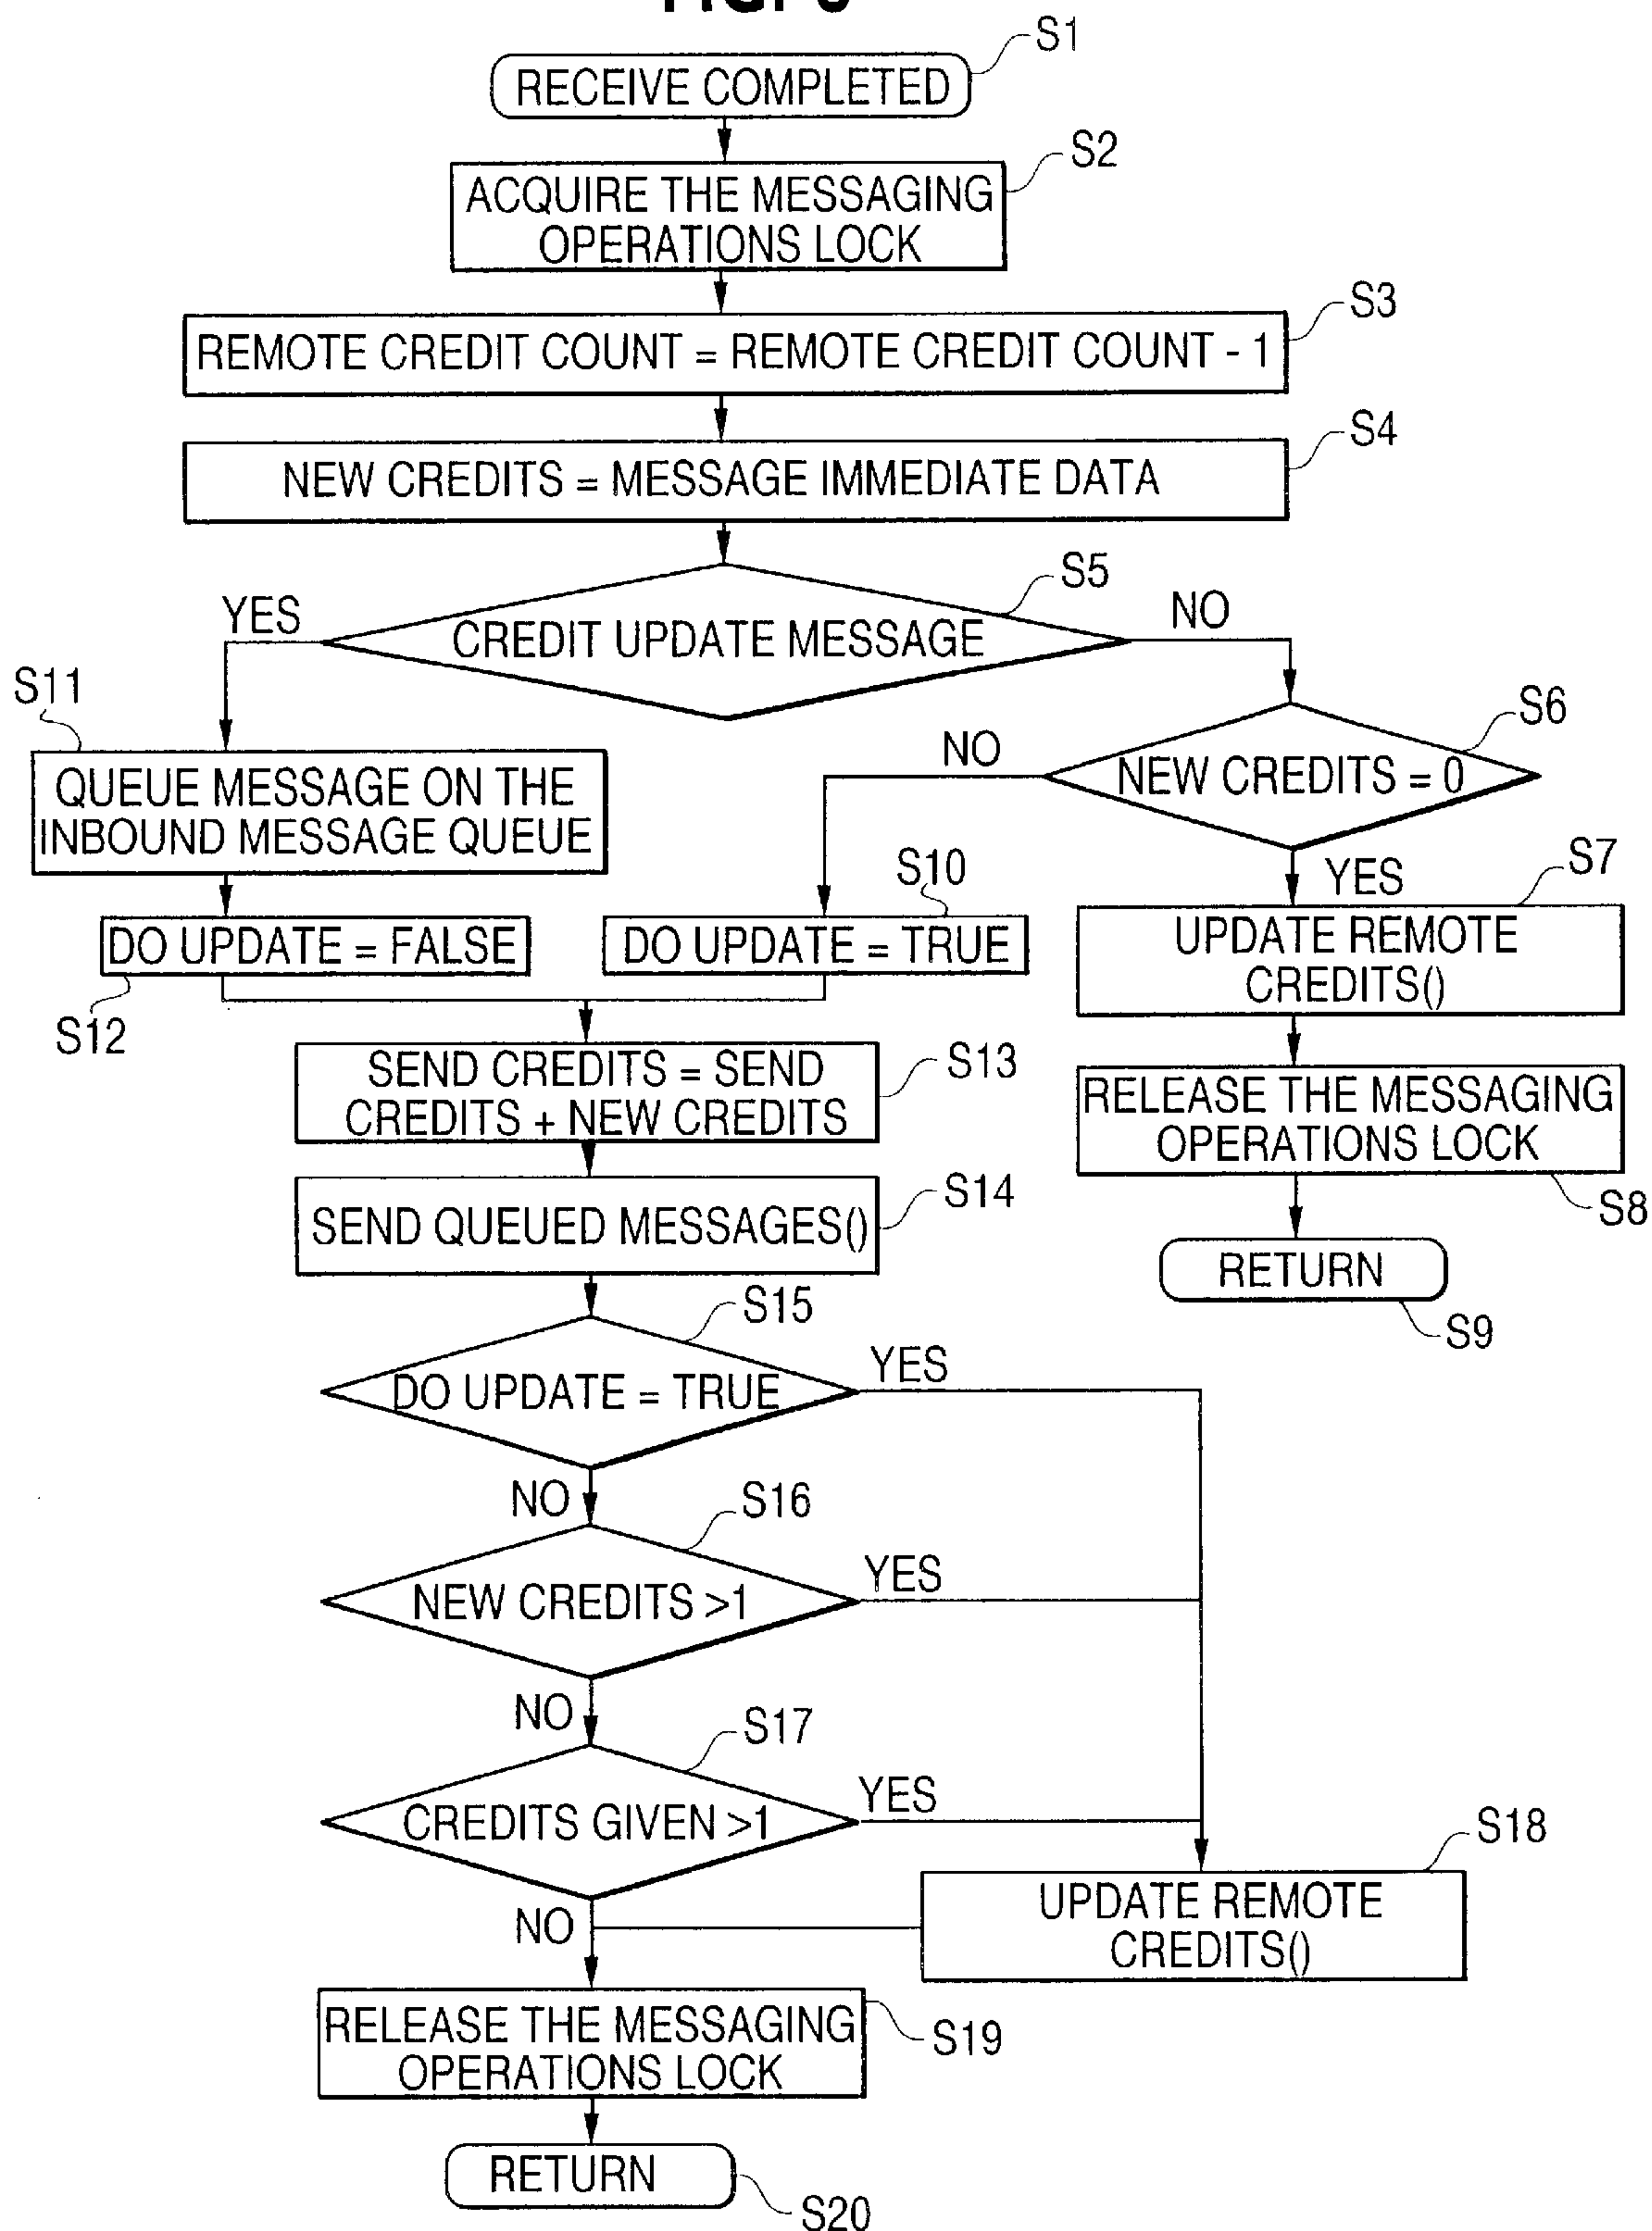 S1
RECEIVE COMPLETED
S2
ACQUIRE THE MESSAGING
OPERATIONS LOCK
S3
REMOTE CREDIT COUNT = REMOTE CREDIT COUNT - 1
S4
NEW CREDITS = MESSAGE IMMEDIATE DATA
S5
YES
CREDIT UPDATE MESSAGE
NO
S11
QUEUE MESSAGE ON THE
INBOUND MESSAGE QUEUE
S6
NO
NEW CREDITS = 0
YES
S12
DO UPDATE = FALSE
S10
DO UPDATE = TRUE
S7
UPDATE REMOTE
CREDITS()
S13
SEND CREDITS = SEND
CREDITS + NEW CREDITS
RELEASE THE MESSAGING
OPERATIONS LOCK
S8
S14
SEND QUEUED MESSAGES()
RETURN
S9
S15
DO UPDATE = TRUE
YES
NO
S16
NEW CREDITS >1
YES
NO
S17
CREDITS GIVEN >1
YES
NO
S18
UPDATE REMOTE
CREDITS()
RELEASE THE MESSAGING
OPERATIONS LOCK
S19
RETURN
S20